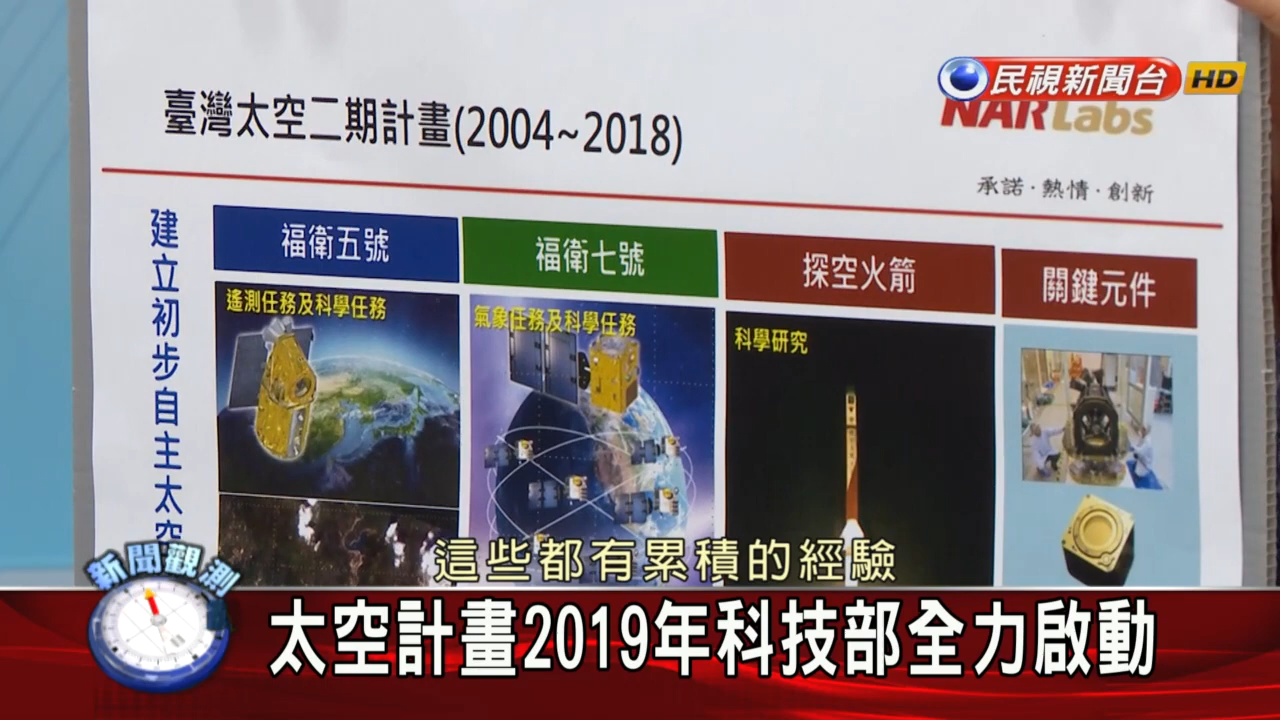 民視新聞台 HD
NARLabs
臺灣太空二期計畫(2004~2018)
承諾·熱情·創新
建立初步自主太空
福衛五號
遙測任務及科學任務
福衛七號
氣象任務及科學任務
探空火箭
科學研究
關鍵元件
這些都有累積的經驗
新聞觀測
太空計畫2019年科技部全力啟動